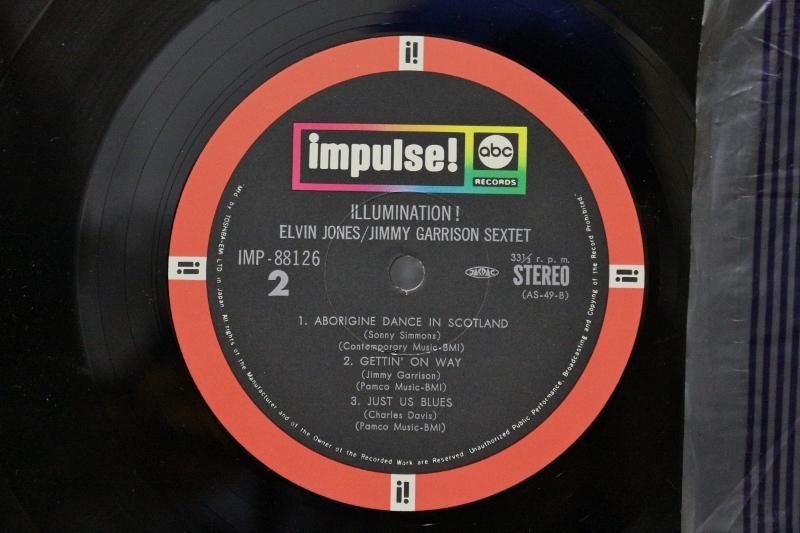 i!
impulse!
abc
RECORDS
ILLUMINATION!
ELVIN JONES/JIMMY GARRISON SEXTET
IMP-88126
2
JASRAC
33⅓ r. p. m.
STEREO
(AS-49-B)
1. ABORIGINE DANCE IN SCOTLAND
(Sonny Simmons)
(Contemporary Music-BMI)
2. GETTIN' ON WAY
(Jimmy Garrison)
(Pamco Music-BMI)
3. JUST US BLUES
(Charles Davis)
(Pamco Music-BMI)
Mfd by TOSHIBA-EMI LTD. in Japan. All rights of the Manufacturer and of the Owner of the Recorded Work are Reserved. Unauthorized Public Performance, Broadcasting and Copying of the Record Prohibited.
i!
i!
i!
i!
i!